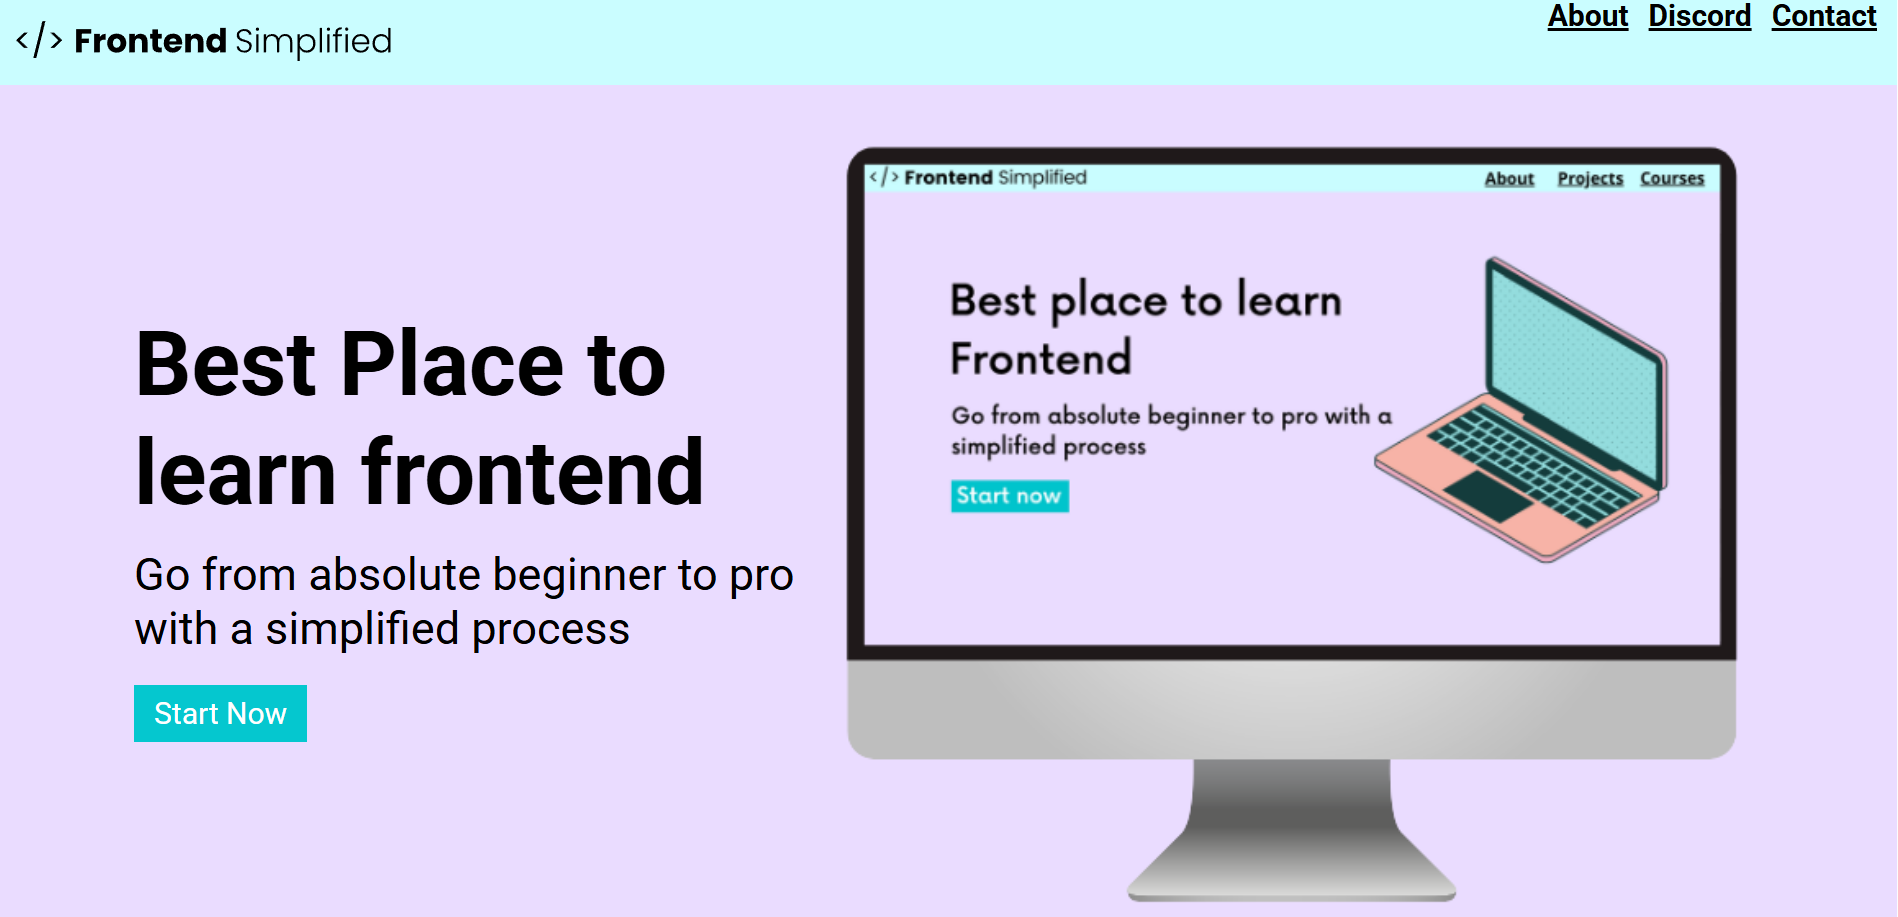 </> Frontend Simplified
About Discord Contact
Best Place to
learn frontend
Go from absolute beginner to pro
with a simplified process
Start Now
</> Frontend Simplified
About Projects Courses
Best place to learn
Frontend
Go from absolute beginner to pro with a
simplified process
Start now